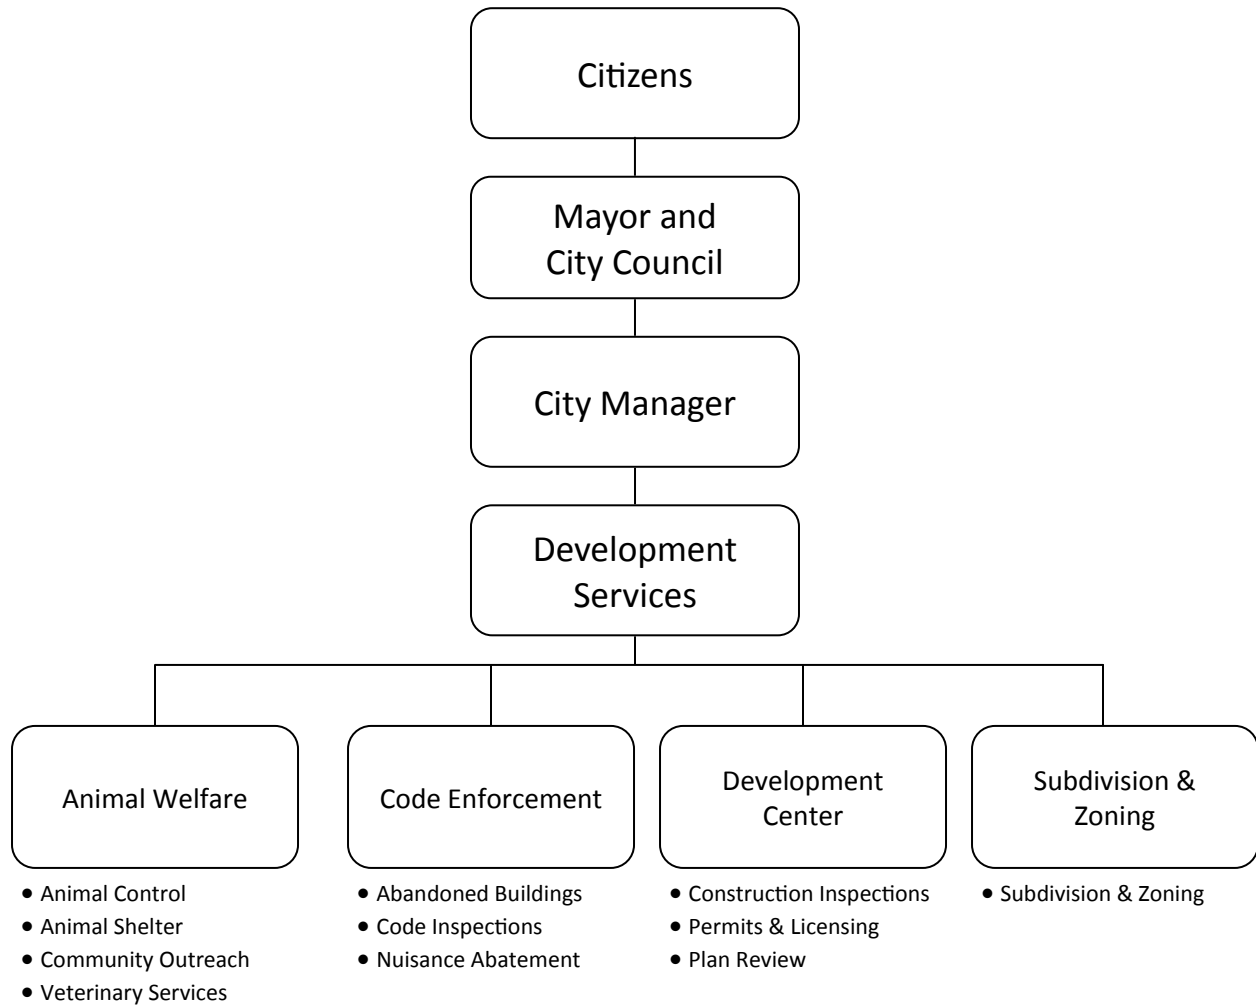 Citizens
Mayor and
City Council
City Manager
Development
Services
Animal Welfare
• Animal Control
• Animal Shelter
• Community Outreach
• Veterinary Services
Code Enforcement
• Abandoned Buildings
• Code Inspections
• Nuisance Abatement
Development
Center
• Construction Inspections
• Permits & Licensing
• Plan Review
Subdivision &
Zoning
• Subdivision & Zoning